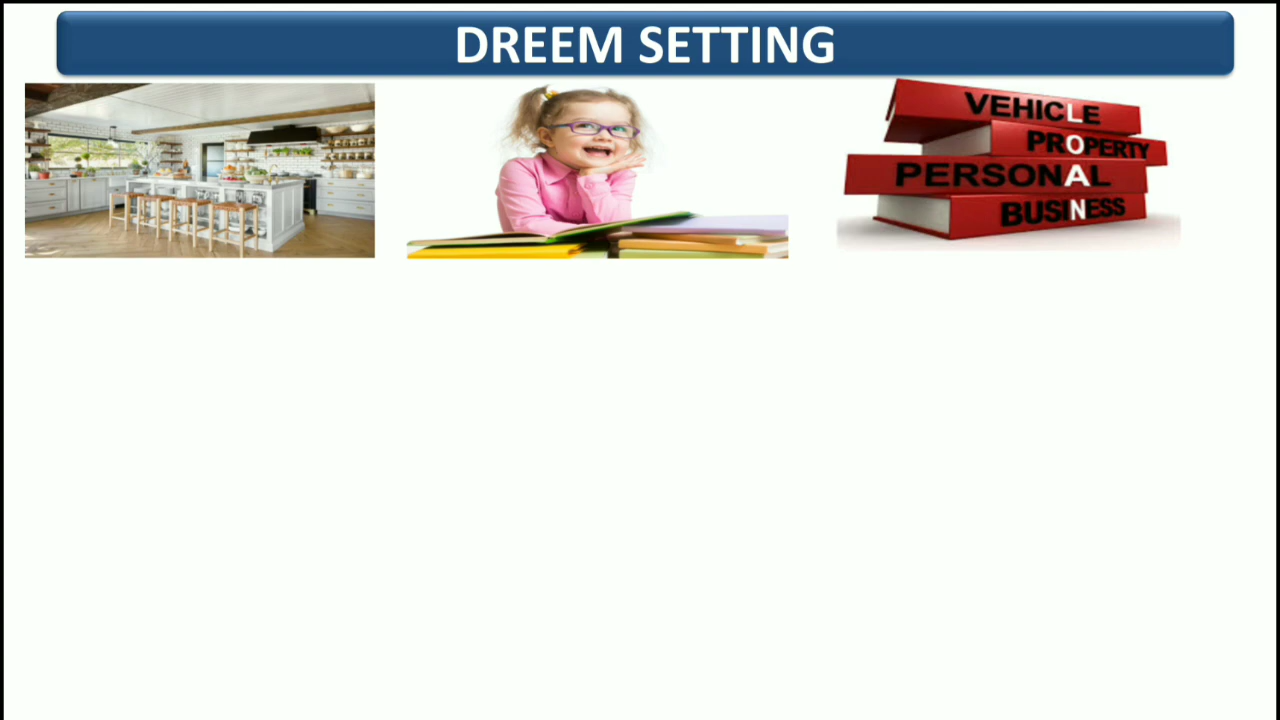 DREEM SETTING
VEHICLE
PROPERTY
PERSONAL
BUSINESS